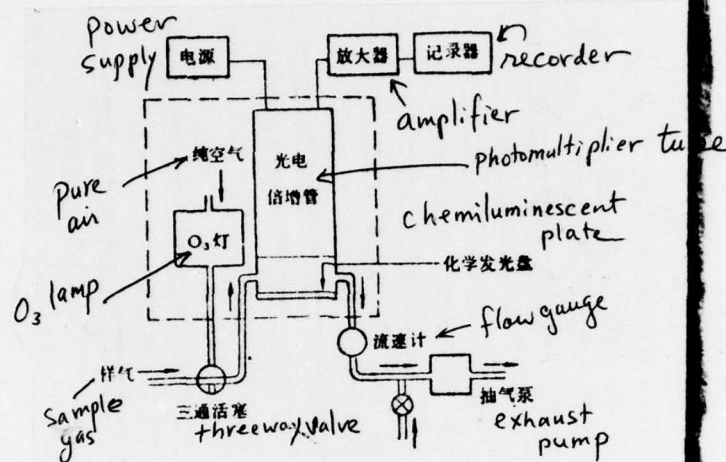 power
supply
电源
放大器
记录器
recorder
amplifier
纯空气
pure
air
光电
倍增管
photomultiplier tube
chemiluminescent
plate
O₃灯
O₃ lamp
化学发光盘
流速计
flow gauge
样气
sample
gas
三通活塞
threeway valve
抽气泵
exhaust
pump